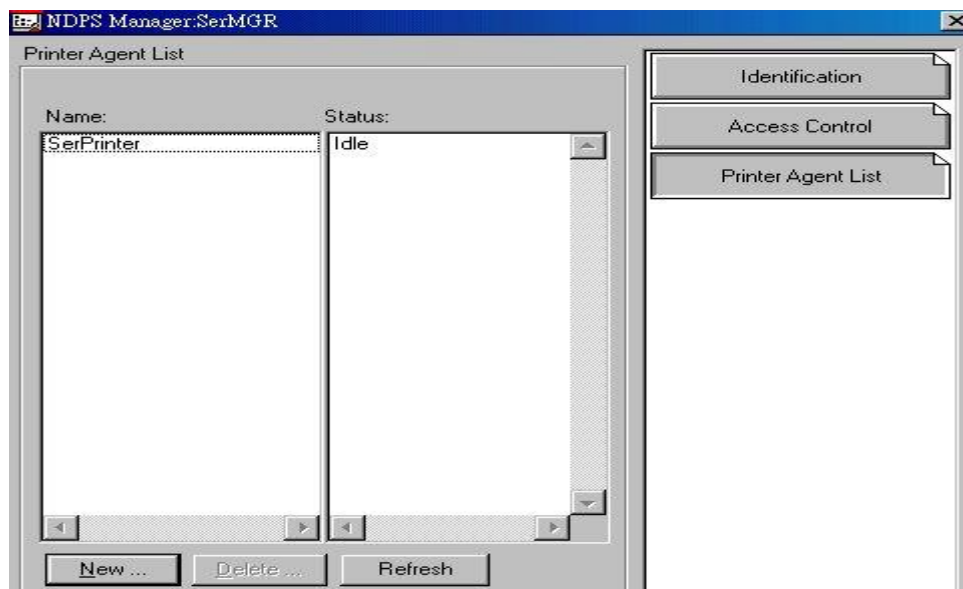 NDPS Manager:SerMGR
Printer Agent List
Name:
Status:
SerPrinter
Idle
New ...
Delete ...
Refresh
Identification
Access Control
Printer Agent List